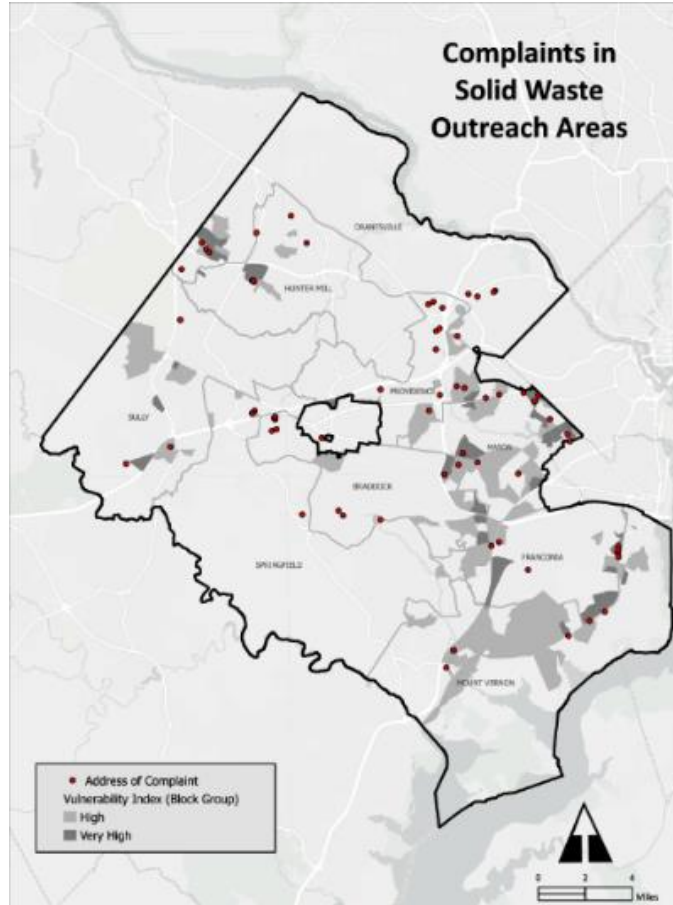 Complaints in
Solid Waste
Outreach Areas
DRANESVILLE
HUNTER MILL
PROVIDENCE
SULLY
MASON
BRADDOCK
FRANCONIA
SPRINGFIELD
MOUNT VERNON
Address of Complaint
Vulnerability Index (Block Group)
High
Very High
0 2 4
Miles